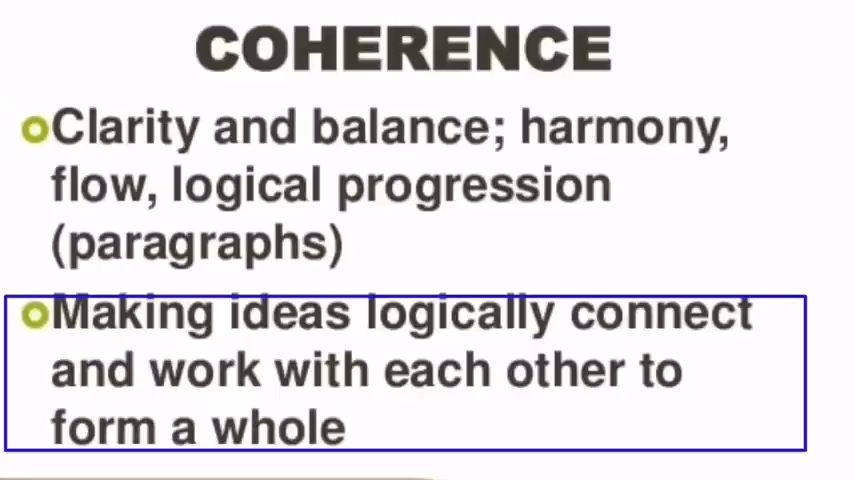 COHERENCE
Clarity and balance; harmony,
flow, logical progression
(paragraphs)
Making ideas logically connect
and work with each other to
form a whole